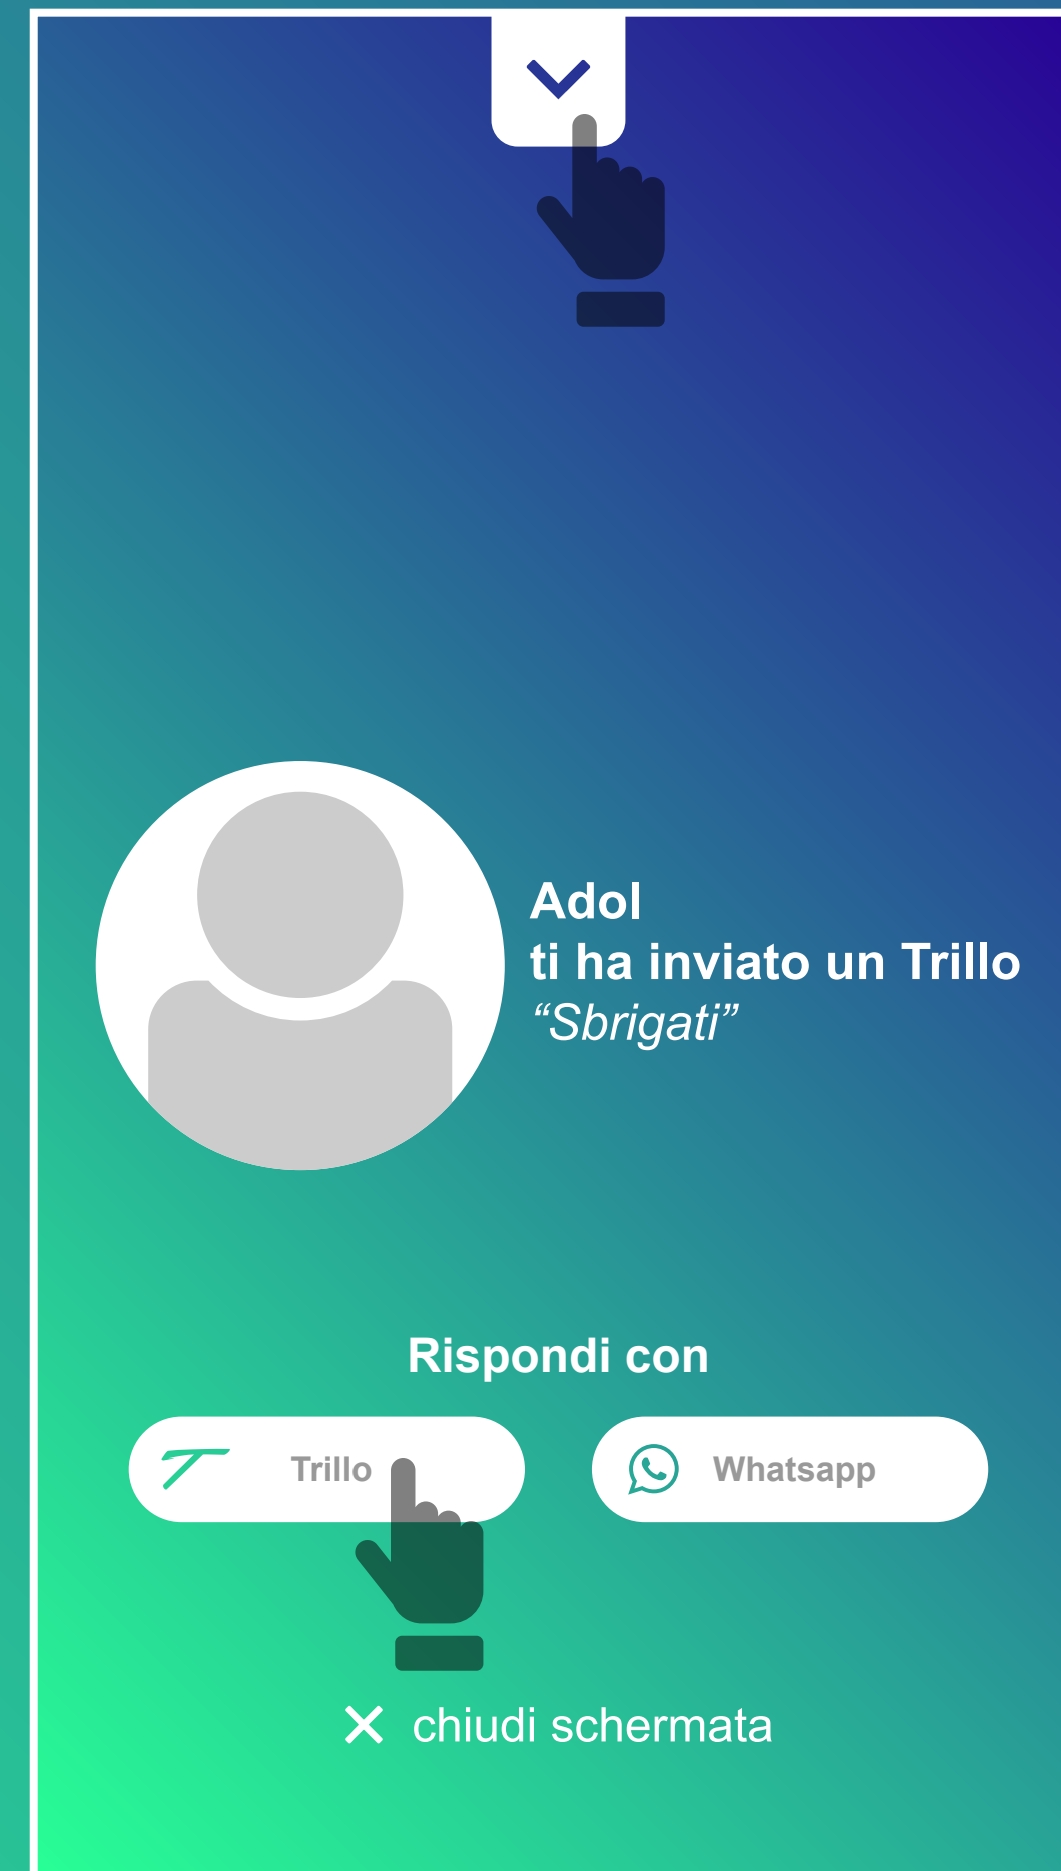 Adol
ti ha inviato un Trillo
“Sbrigati”
Rispondi con
Trillo
Whatsapp
chiudi schermata